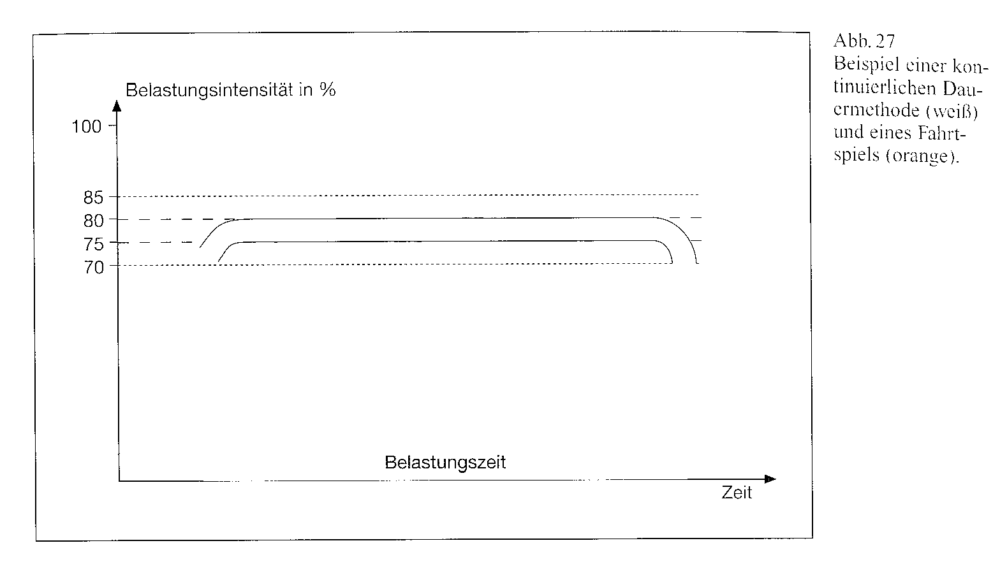 Belastungsintensität in %
100
85
80
75
70
Belastungszeit
Zeit
Abb. 27
Beispiel einer kon-
tinuierlichen Dau-
ermethode (weiß)
und eines Fahrt-
spiels (orange).